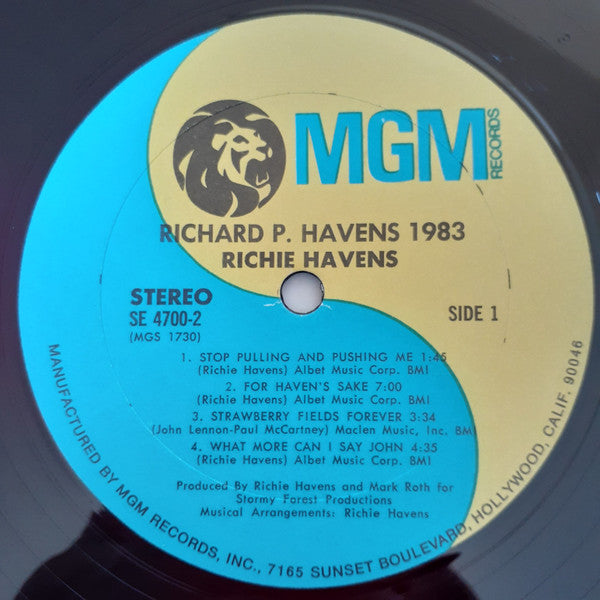 MGM
RECORDS
RICHARD P. HAVENS 1983
RICHIE HAVENS
STEREO
SE 4700-2
(MGS 1730)
SIDE 1
1. STOP PULLING AND PUSHING ME 1:45
(Richie Havens) Albet Music Corp. BMI
2. FOR HAVEN'S SAKE 7:00
(Richie Havens) Albet Music Corp. BMI
3. STRAWBERRY FIELDS FOREVER 3:34
(John Lennon-Paul McCartney) Maclen Music, Inc. BMI
4. WHAT MORE CAN I SAY JOHN 4:35
(Richie Havens) Albet Music Corp. BMI
Produced By Richie Havens and Mark Roth for
Stormy Forest Productions
Musical Arrangements: Richie Havens
MANUFACTURED BY MGM RECORDS, INC., 7165 SUNSET BOULEVARD, HOLLYWOOD, CALIF. 90046